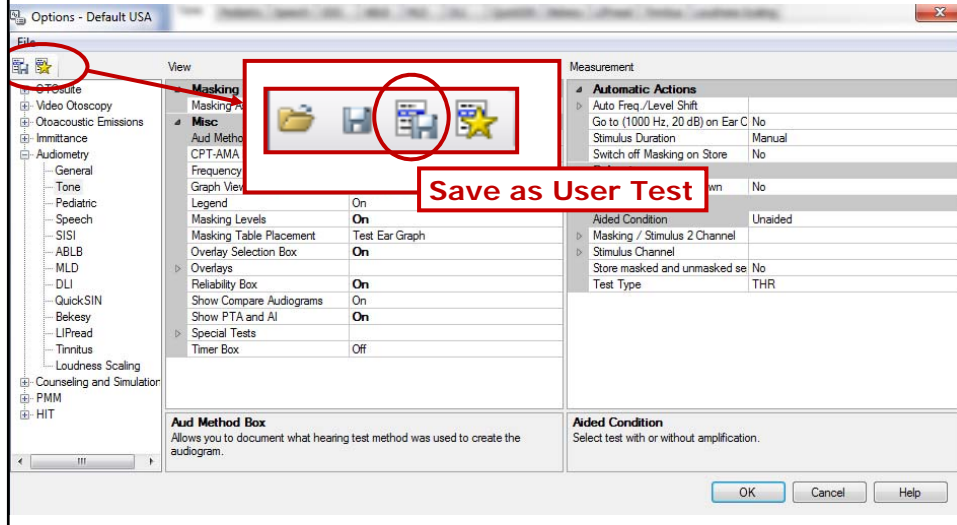 Options - Default USA
File
View
Measurement
OTOsuite
Video Otoscopy
Otoacoustic Emissions
Immittance
Audiometry
General
Tone
Pediatric
Speech
SISI
ABLB
MLD
DLI
QuickSIN
Bekesy
LIPread
Tinnitus
Loudness Scaling
Counseling and Simulation
PMM
HIT
Masking
Masking A
Misc
Aud Metho
CPT-AMA
Frequency
Graph View
Legend On
Masking Levels On
Masking Table Placement Test Ear Graph
Overlay Selection Box On
Overlays
Reliability Box On
Show Compare Audiograms On
Show PTA and AI On
Special Tests
Timer Box Off
Save as User Test
Automatic Actions
Auto Freq./Level Shift
Go to (1000 Hz, 20 dB) on Ear C No
Stimulus Duration Manual
Switch off Masking on Store No
wn No
Aided Condition Unaided
Masking / Stimulus 2 Channel
Stimulus Channel
Store masked and unmasked se No
Test Type THR
Aud Method Box
Allows you to document what hearing test method was used to create the
audiogram.
Aided Condition
Select test with or without amplification.
OK Cancel Help